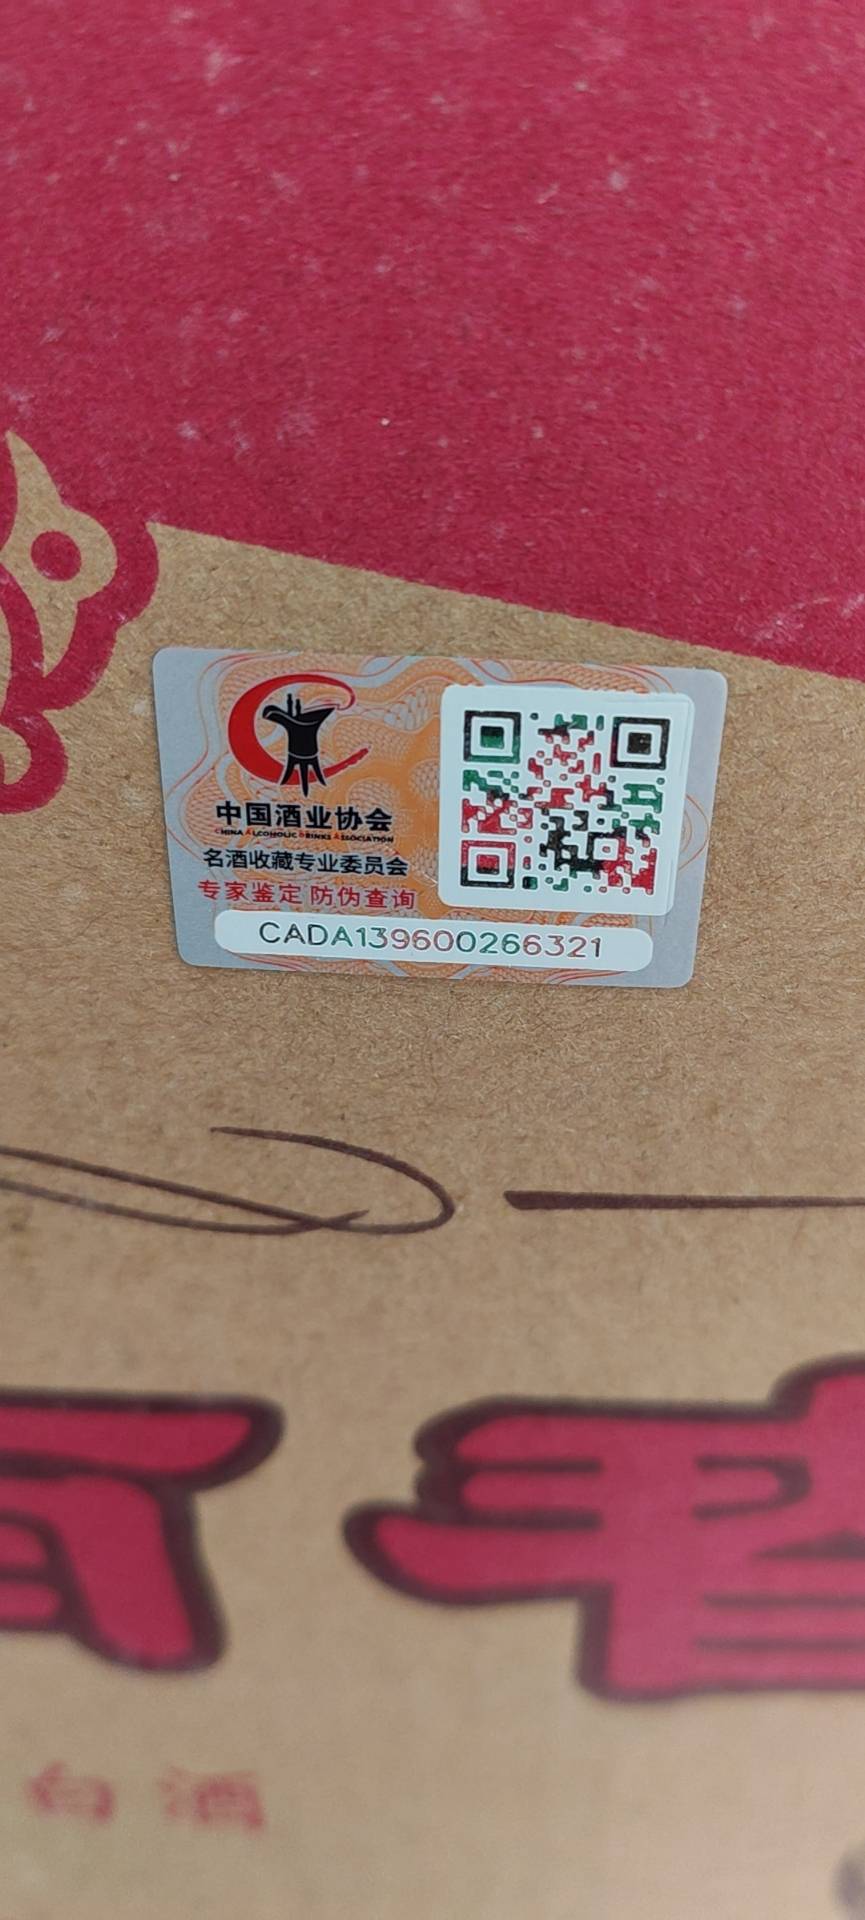 中国酒业协会
CHINA ALCOHOLIC DRINKS ASSOCIATION
名酒收藏专业委员会
专家鉴定 防伪查询
CADA139600266321
白酒